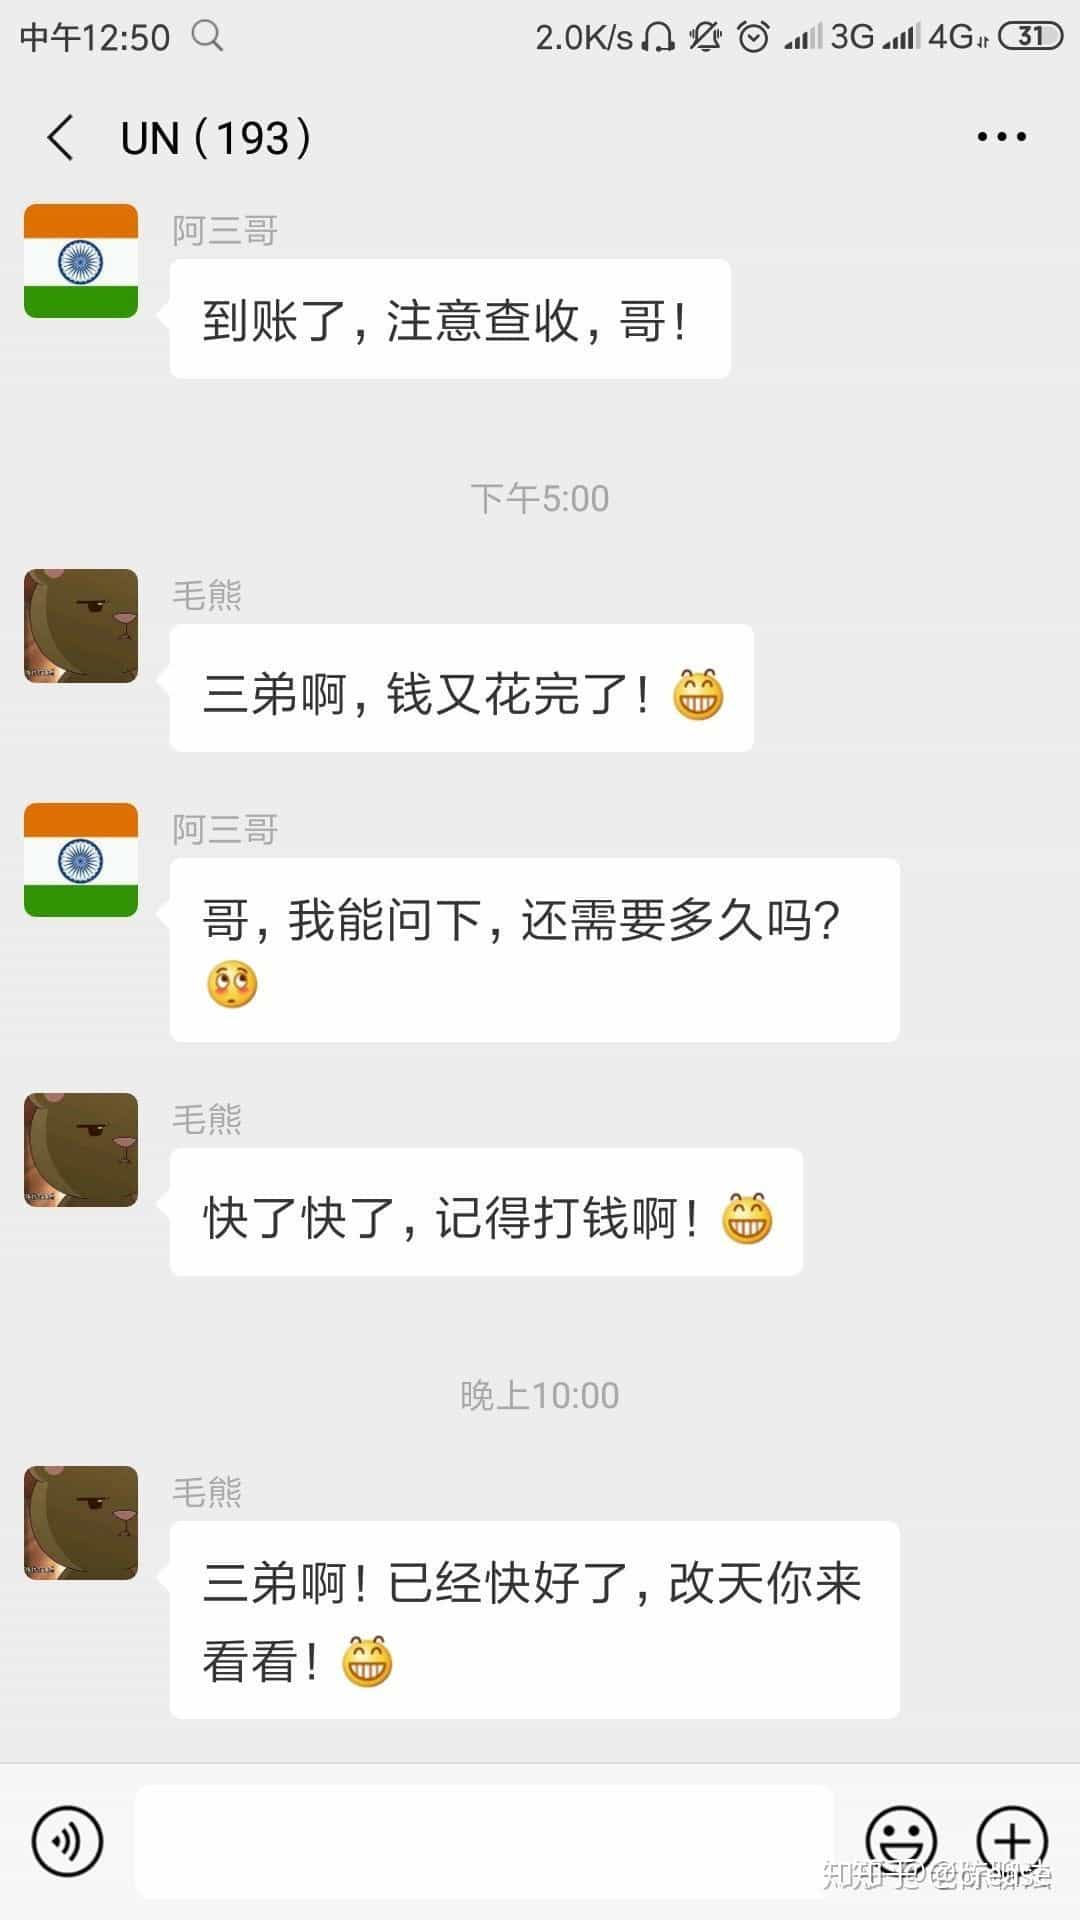 中午12:50 2.0K/s 3G 4G 31
UN（193）
阿三哥
到账了，注意查收，哥！
下午5:00
毛熊
三弟啊，钱又花完了！
阿三哥
哥，我能问下，还需要多久吗？
毛熊
快了快了，记得打钱啊！
晚上10:00
毛熊
三弟啊！已经快好了，改天你来
看看！